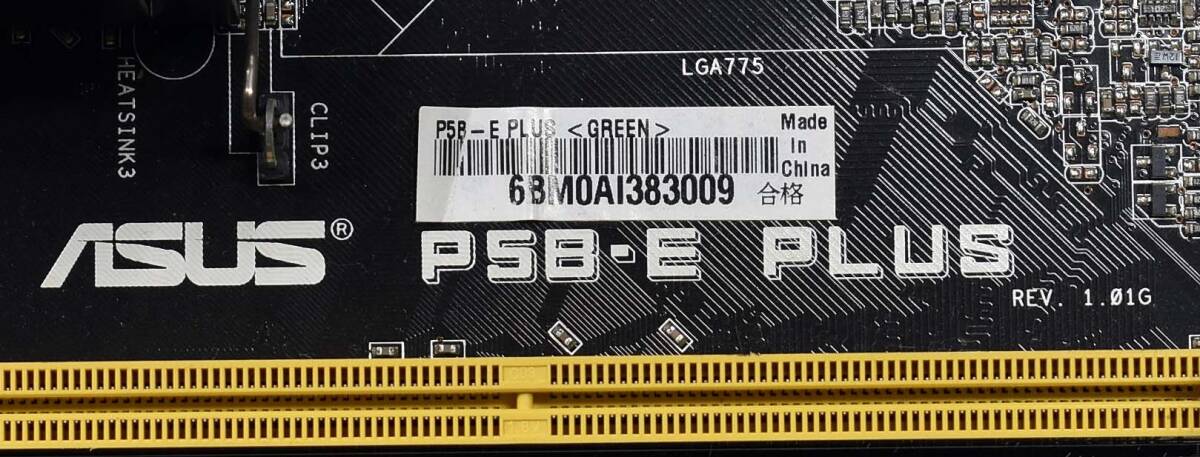 LGA775
HEATSINK3
CLIP3
P5B-E PLUS <GREEN>
Made
In
China
6BM0AI383009
合格
ASUS®
P5B-E PLUS
REV. 1.01G